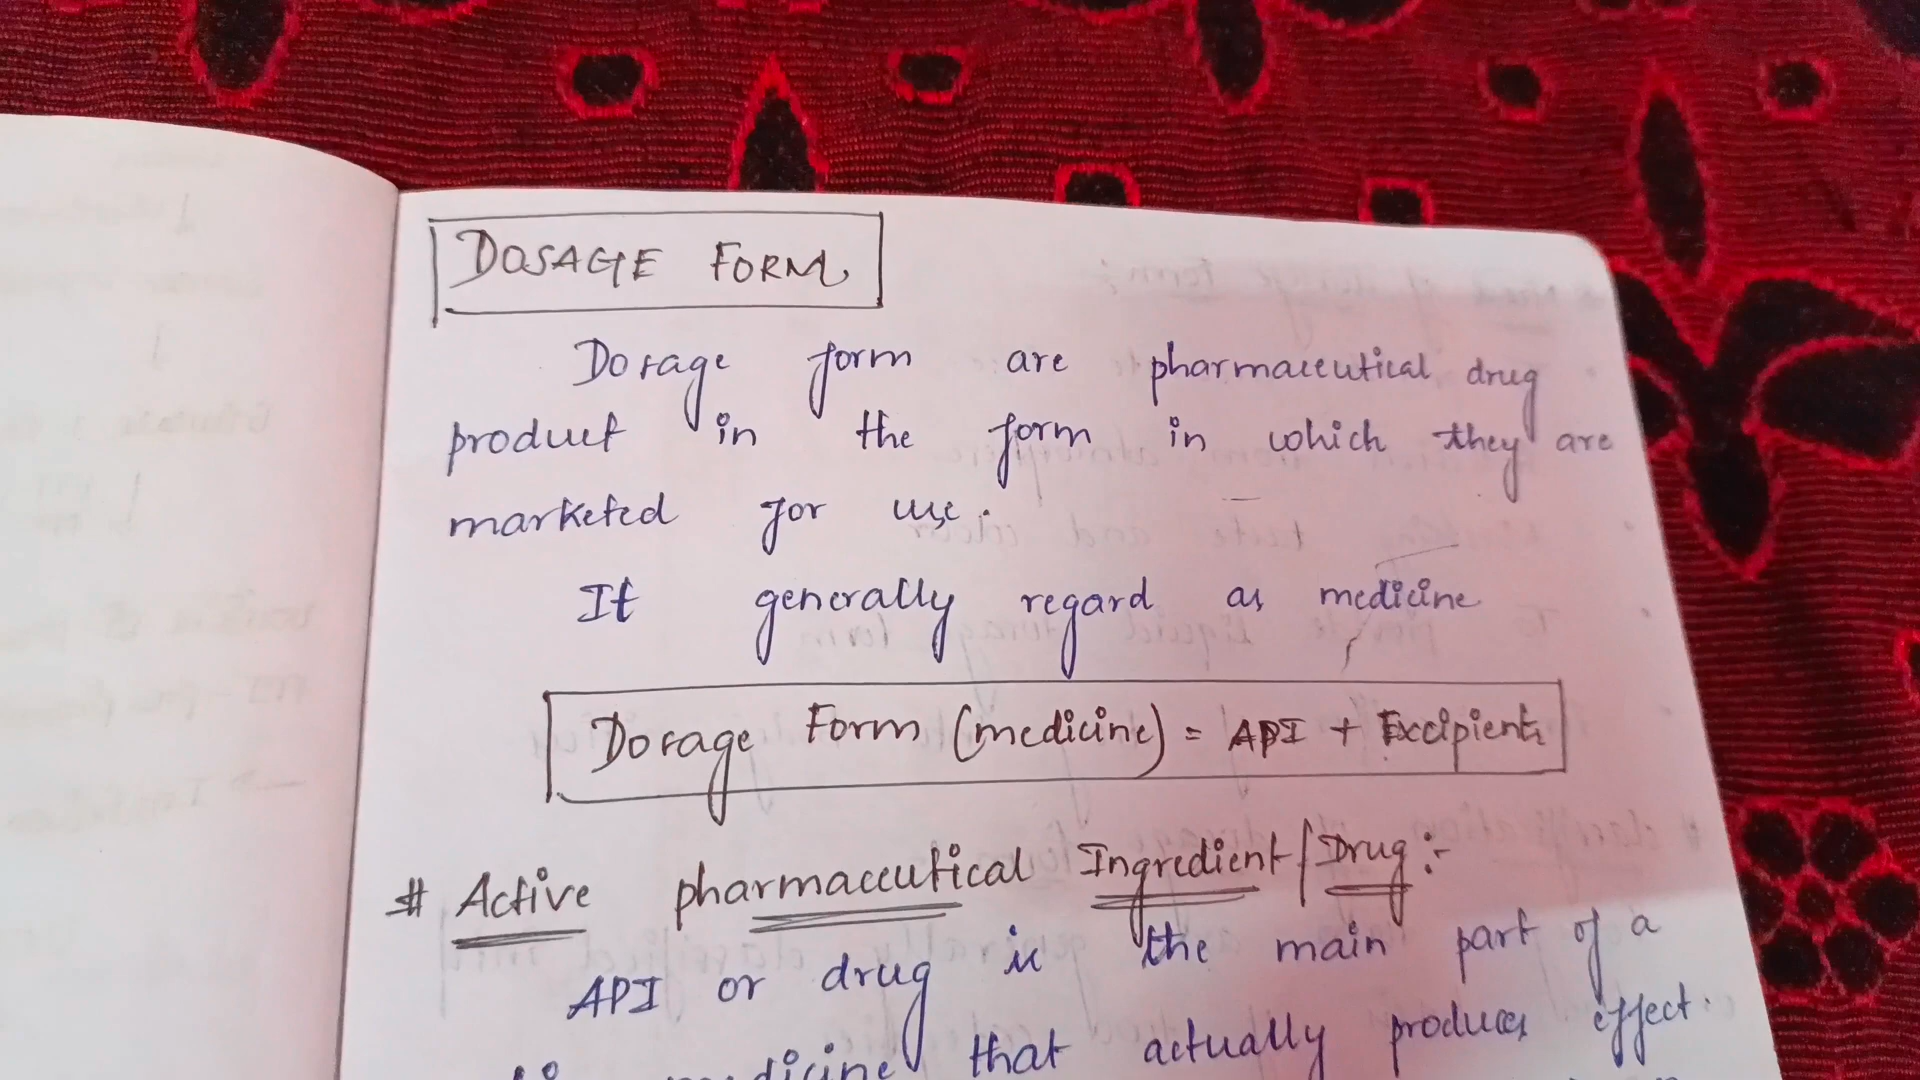 DOSAGE FORM
Dosage form are pharmaceutical drug
product in the form in which they are
marketed for use.
It generally regard as medicine
Dosage Form (medicine) = API + Excipients
# Active pharmaceutical Ingredient / Drug :-
API or drug is the main part of a
medicine that actually produces effect.